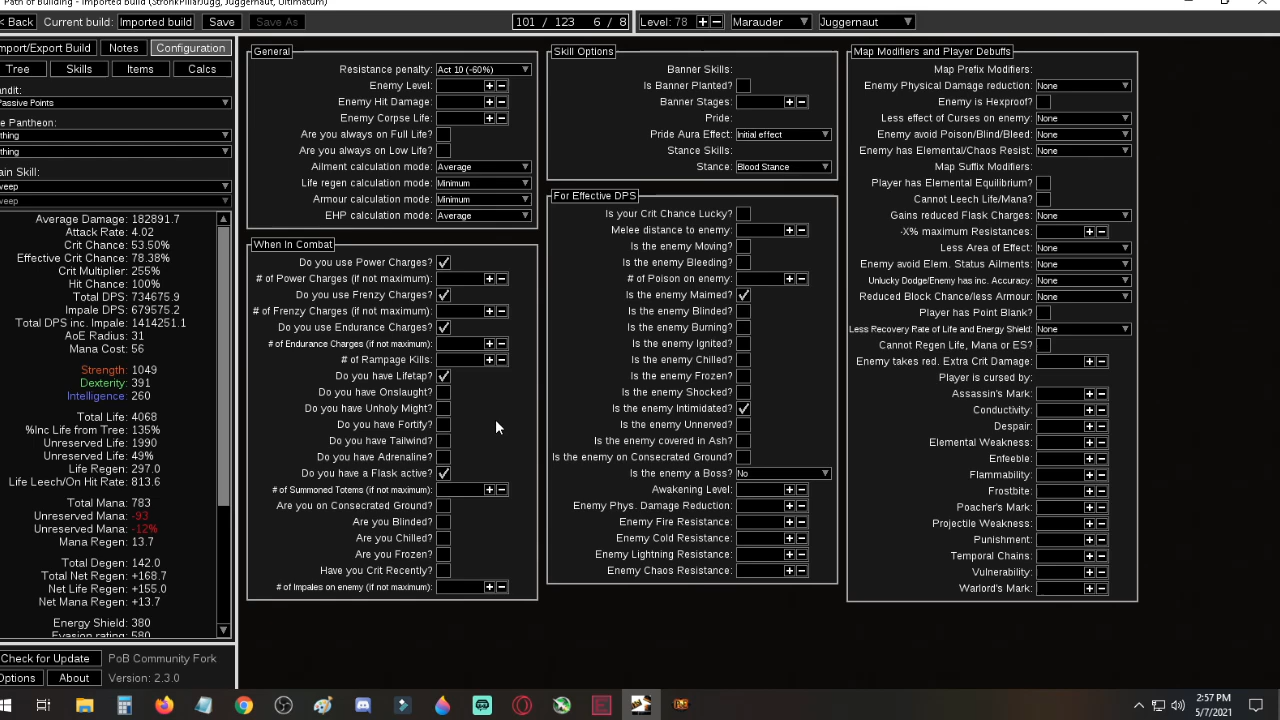 Path of Building - Imported build (StronkPillarJugg, Juggernaut, Ultimatum)
< Back
Current build:
Imported build
Save
Save As
101 / 123 6 / 8
Level: 78
+
-
Marauder
Juggernaut
mport/Export Build
Notes
Configuration
Tree
Skills
Items
Calcs
andit:
Passive Points
e Pantheon:
thing
thing
ain Skill:
weep
weep
Average Damage: 182891.7
Attack Rate: 4.02
Crit Chance: 53.50%
Effective Crit Chance: 78.38%
Crit Multiplier: 255%
Hit Chance: 100%
Total DPS: 734675.9
Impale DPS: 679575.2
Total DPS inc. Impale: 1414251.1
AoE Radius: 31
Mana Cost: 56
Strength: 1049
Dexterity: 391
Intelligence: 260
Total Life: 4068
%Inc Life from Tree: 135%
Unreserved Life: 1990
Unreserved Life: 49%
Life Regen: 297.0
Life Leech/On Hit Rate: 813.6
Total Mana: 783
Unreserved Mana: -93
Unreserved Mana: -12%
Mana Regen: 13.7
Total Degen: 142.0
Total Net Regen: +168.7
Net Life Regen: +155.0
Net Mana Regen: +13.7
Energy Shield: 380
Evasion rating: 580
Check for Update
PoB Community Fork
Options
About
Version: 2.3.0
General
Resistance penalty: Act 10 (-60%)
Enemy Level:
Enemy Hit Damage:
Enemy Corpse Life:
Are you always on Full Life?
Are you always on Low Life?
Ailment calculation mode: Average
Life regen calculation mode: Minimum
Armour calculation mode: Minimum
EHP calculation mode: Average
When In Combat
Do you use Power Charges?
# of Power Charges (if not maximum):
Do you use Frenzy Charges?
# of Frenzy Charges (if not maximum):
Do you use Endurance Charges?
# of Endurance Charges (if not maximum):
# of Rampage Kills:
Do you have Lifetap?
Do you have Onslaught?
Do you have Unholy Might?
Do you have Fortify?
Do you have Tailwind?
Do you have Adrenaline?
Do you have a Flask active?
# of Summoned Totems (if not maximum):
Are you on Consecrated Ground?
Are you Blinded?
Are you Chilled?
Are you Frozen?
Have you Crit Recently?
# of Impales on enemy (if not maximum):
Skill Options
Banner Skills:
Is Banner Planted?
Banner Stages:
Pride:
Pride Aura Effect: Initial effect
Stance Skills:
Stance: Blood Stance
For Effective DPS
Is your Crit Chance Lucky?
Melee distance to enemy:
Is the enemy Moving?
Is the enemy Bleeding?
# of Poison on enemy:
Is the enemy Maimed?
Is the enemy Blinded?
Is the enemy Burning?
Is the enemy Ignited?
Is the enemy Chilled?
Is the enemy Frozen?
Is the enemy Shocked?
Is the enemy Intimidated?
Is the enemy Unnerved?
Is the enemy covered in Ash?
Is the enemy on Consecrated Ground?
Is the enemy a Boss? No
Awakening Level:
Enemy Phys. Damage Reduction:
Enemy Fire Resistance:
Enemy Cold Resistance:
Enemy Lightning Resistance:
Enemy Chaos Resistance:
Map Modifiers and Player Debuffs
Map Prefix Modifiers:
Enemy Physical Damage reduction: None
Enemy is Hexproof?
Less effect of Curses on enemy: None
Enemy avoid Poison/Blind/Bleed: None
Enemy has Elemental/Chaos Resist: None
Map Suffix Modifiers:
Player has Elemental Equilibrium?
Cannot Leech Life/Mana?
Gains reduced Flask Charges: None
-X% maximum Resistances:
Less Area of Effect: None
Enemy avoid Elem. Status Ailments: None
Unlucky Dodge/Enemy has inc. Accuracy: None
Reduced Block Chance/less Armour: None
Player has Point Blank?
Less Recovery Rate of Life and Energy Shield: None
Cannot Regen Life, Mana or ES?
Enemy takes red. Extra Crit Damage:
Player is cursed by:
Assassin's Mark:
Conductivity:
Despair:
Elemental Weakness:
Enfeeble:
Flammability:
Frostbite:
Poacher's Mark:
Projectile Weakness:
Punishment:
Temporal Chains:
Vulnerability:
Warlord's Mark:
2:57 PM
5/7/2021